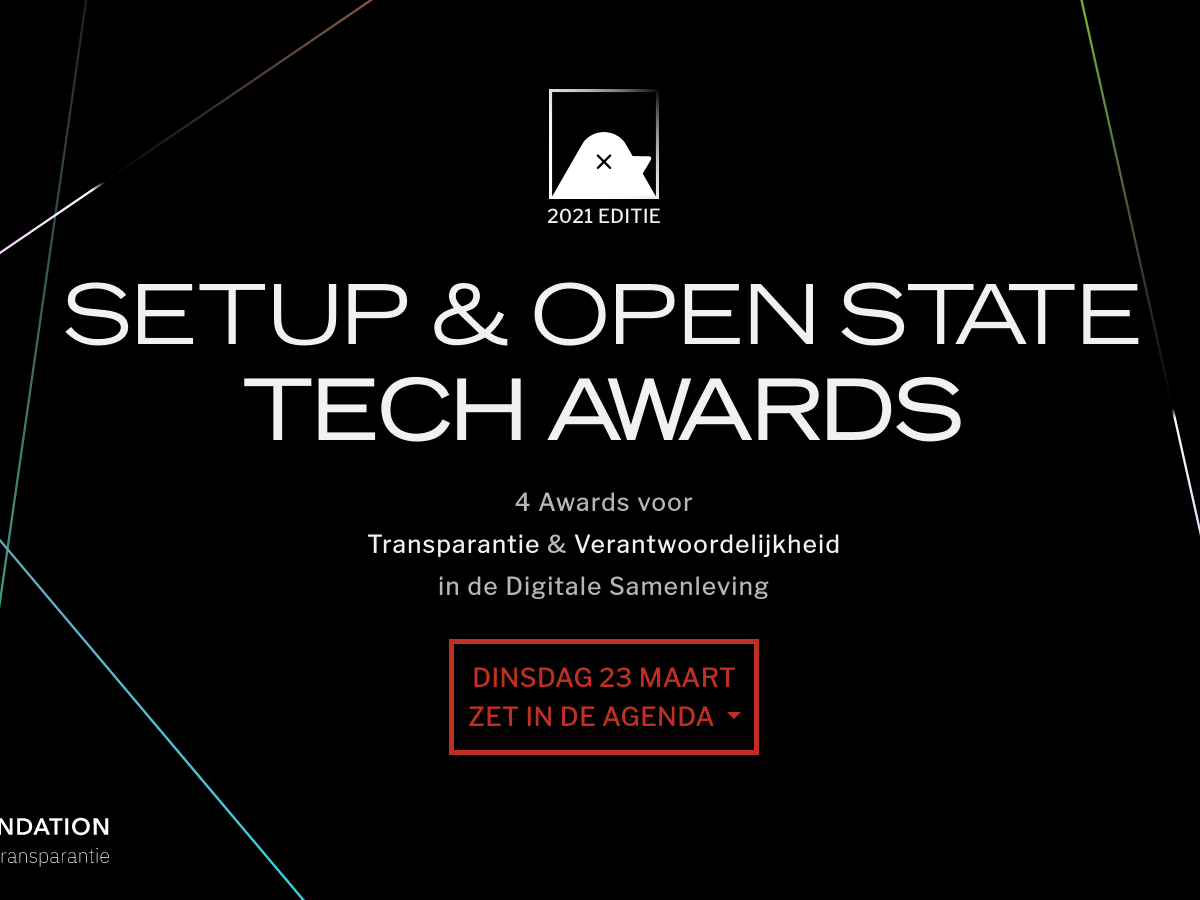 2021 EDITIE
SETUP & OPEN STATE
TECH AWARDS
4 Awards voor
Transparantie & Verantwoordelijkheid
in de Digitale Samenleving
DINSDAG 23 MAART
ZET IN DE AGENDA
NDATION
ransparantie